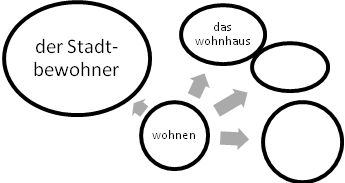 der Stadt-
bewohner
das
wohnhaus
wohnen